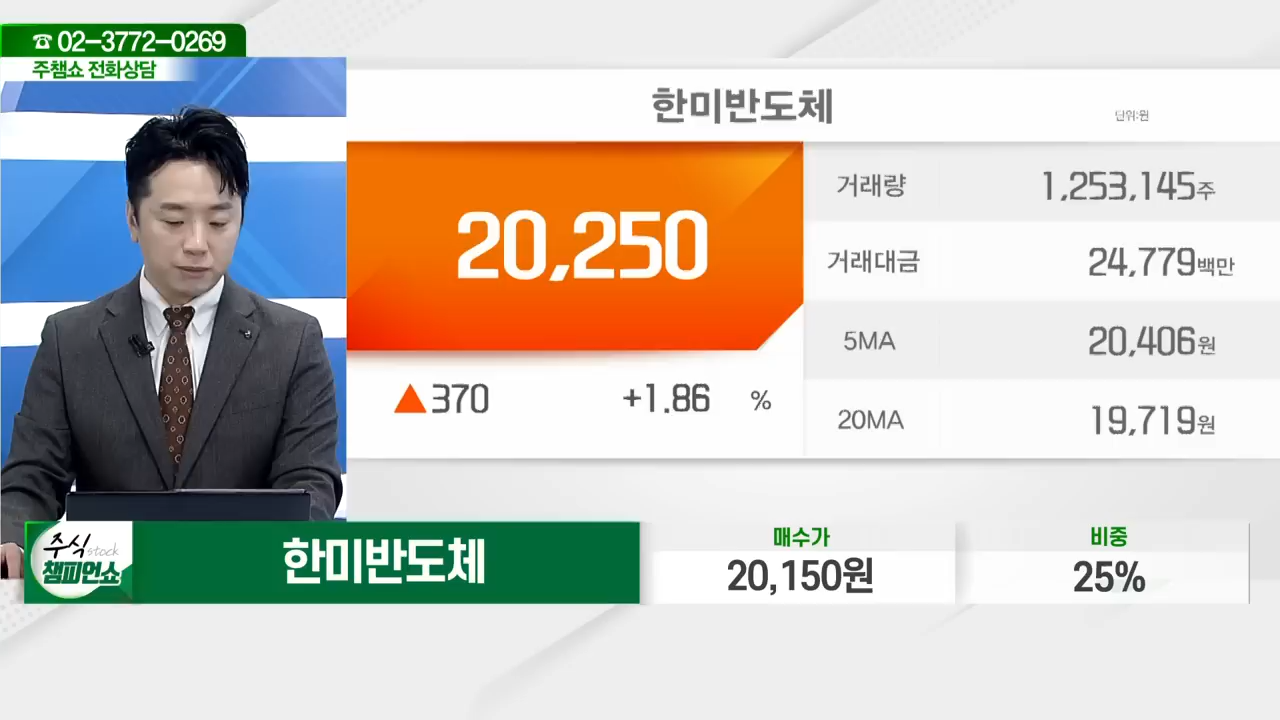 ☎ 02-3772-0269
주챔쇼 전화상담
한미반도체
단위:원
20,250
▲370 +1.86 %
거래량 1,253,145주
거래대금 24,779백만
5MA 20,406원
20MA 19,719원
주식 stock
챔피언쇼
한미반도체
매수가
20,150원
비중
25%